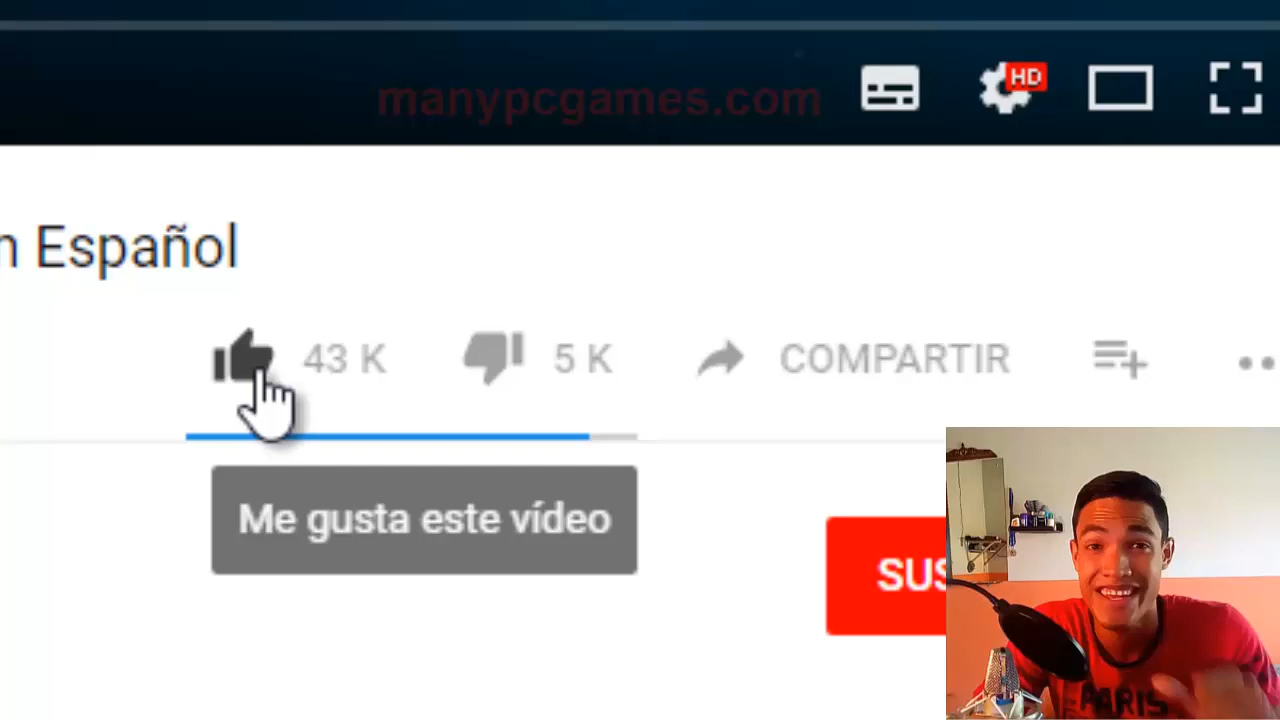 HD
manypcgames.com
n Español
43 K
5 K
COMPARTIR
Me gusta este vídeo
SUS
PARIS